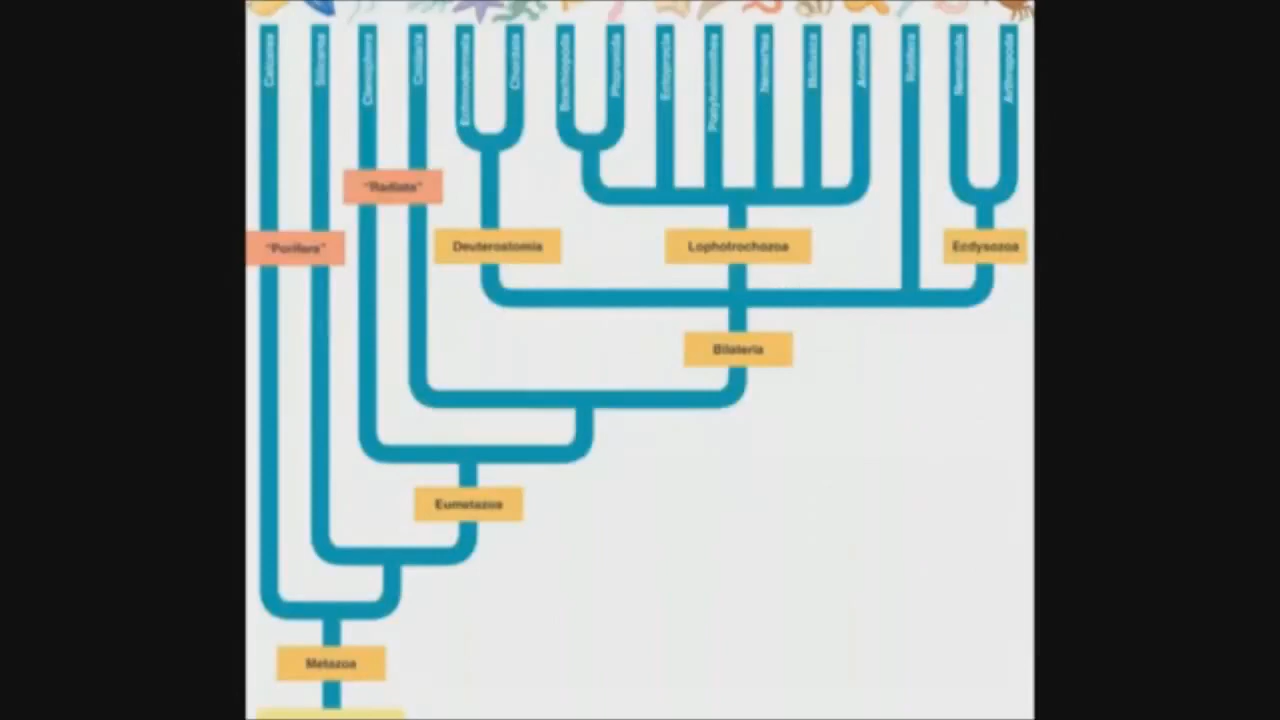 Calcarea
Silicarea
Ctenophora
Cnidaria
Echinodermata
Chordata
Brachiopoda
Phoronida
Ectoprocta
Platyhelminthes
Nemertea
Mollusca
Annelida
Rotifera
Nematoda
Arthropoda
"Radiata"
"Porifera"
Deuterostomia
Lophotrochozoa
Ecdysozoa
Bilateria
Eumetazoa
Metazoa